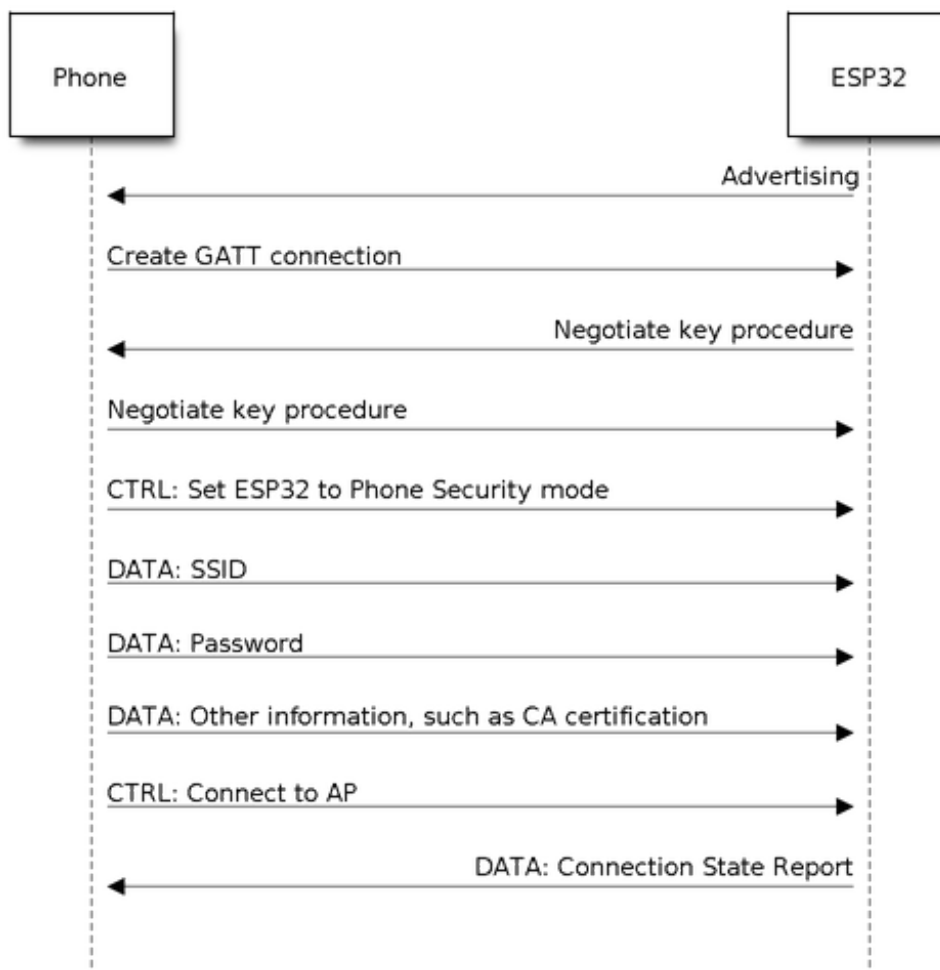 Phone
ESP32
Advertising
Create GATT connection
Negotiate key procedure
Negotiate key procedure
CTRL: Set ESP32 to Phone Security mode
DATA: SSID
DATA: Password
DATA: Other information, such as CA certification
CTRL: Connect to AP
DATA: Connection State Report